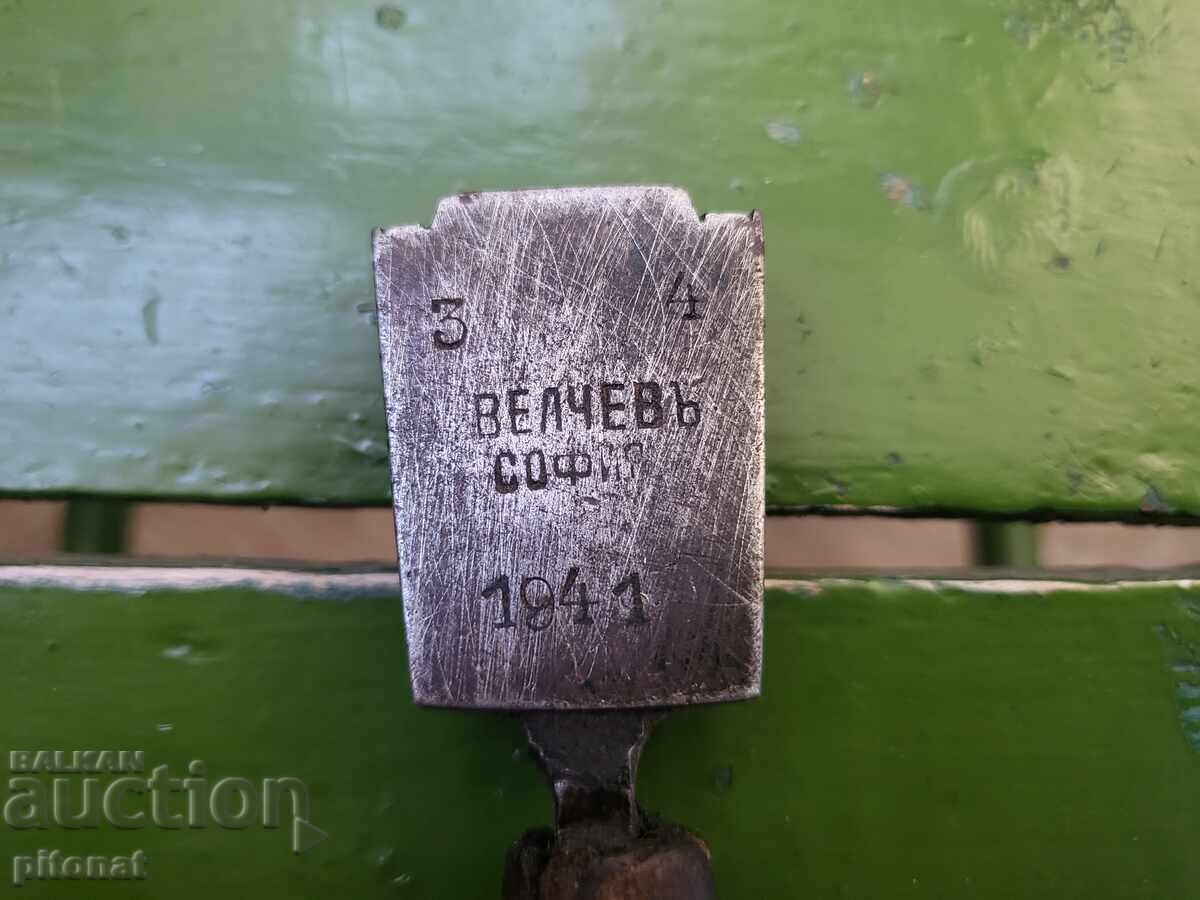 3 4
ВЕЛЧЕВЪ
СОФИЯ
1941
BALKAN
auction
pitonat